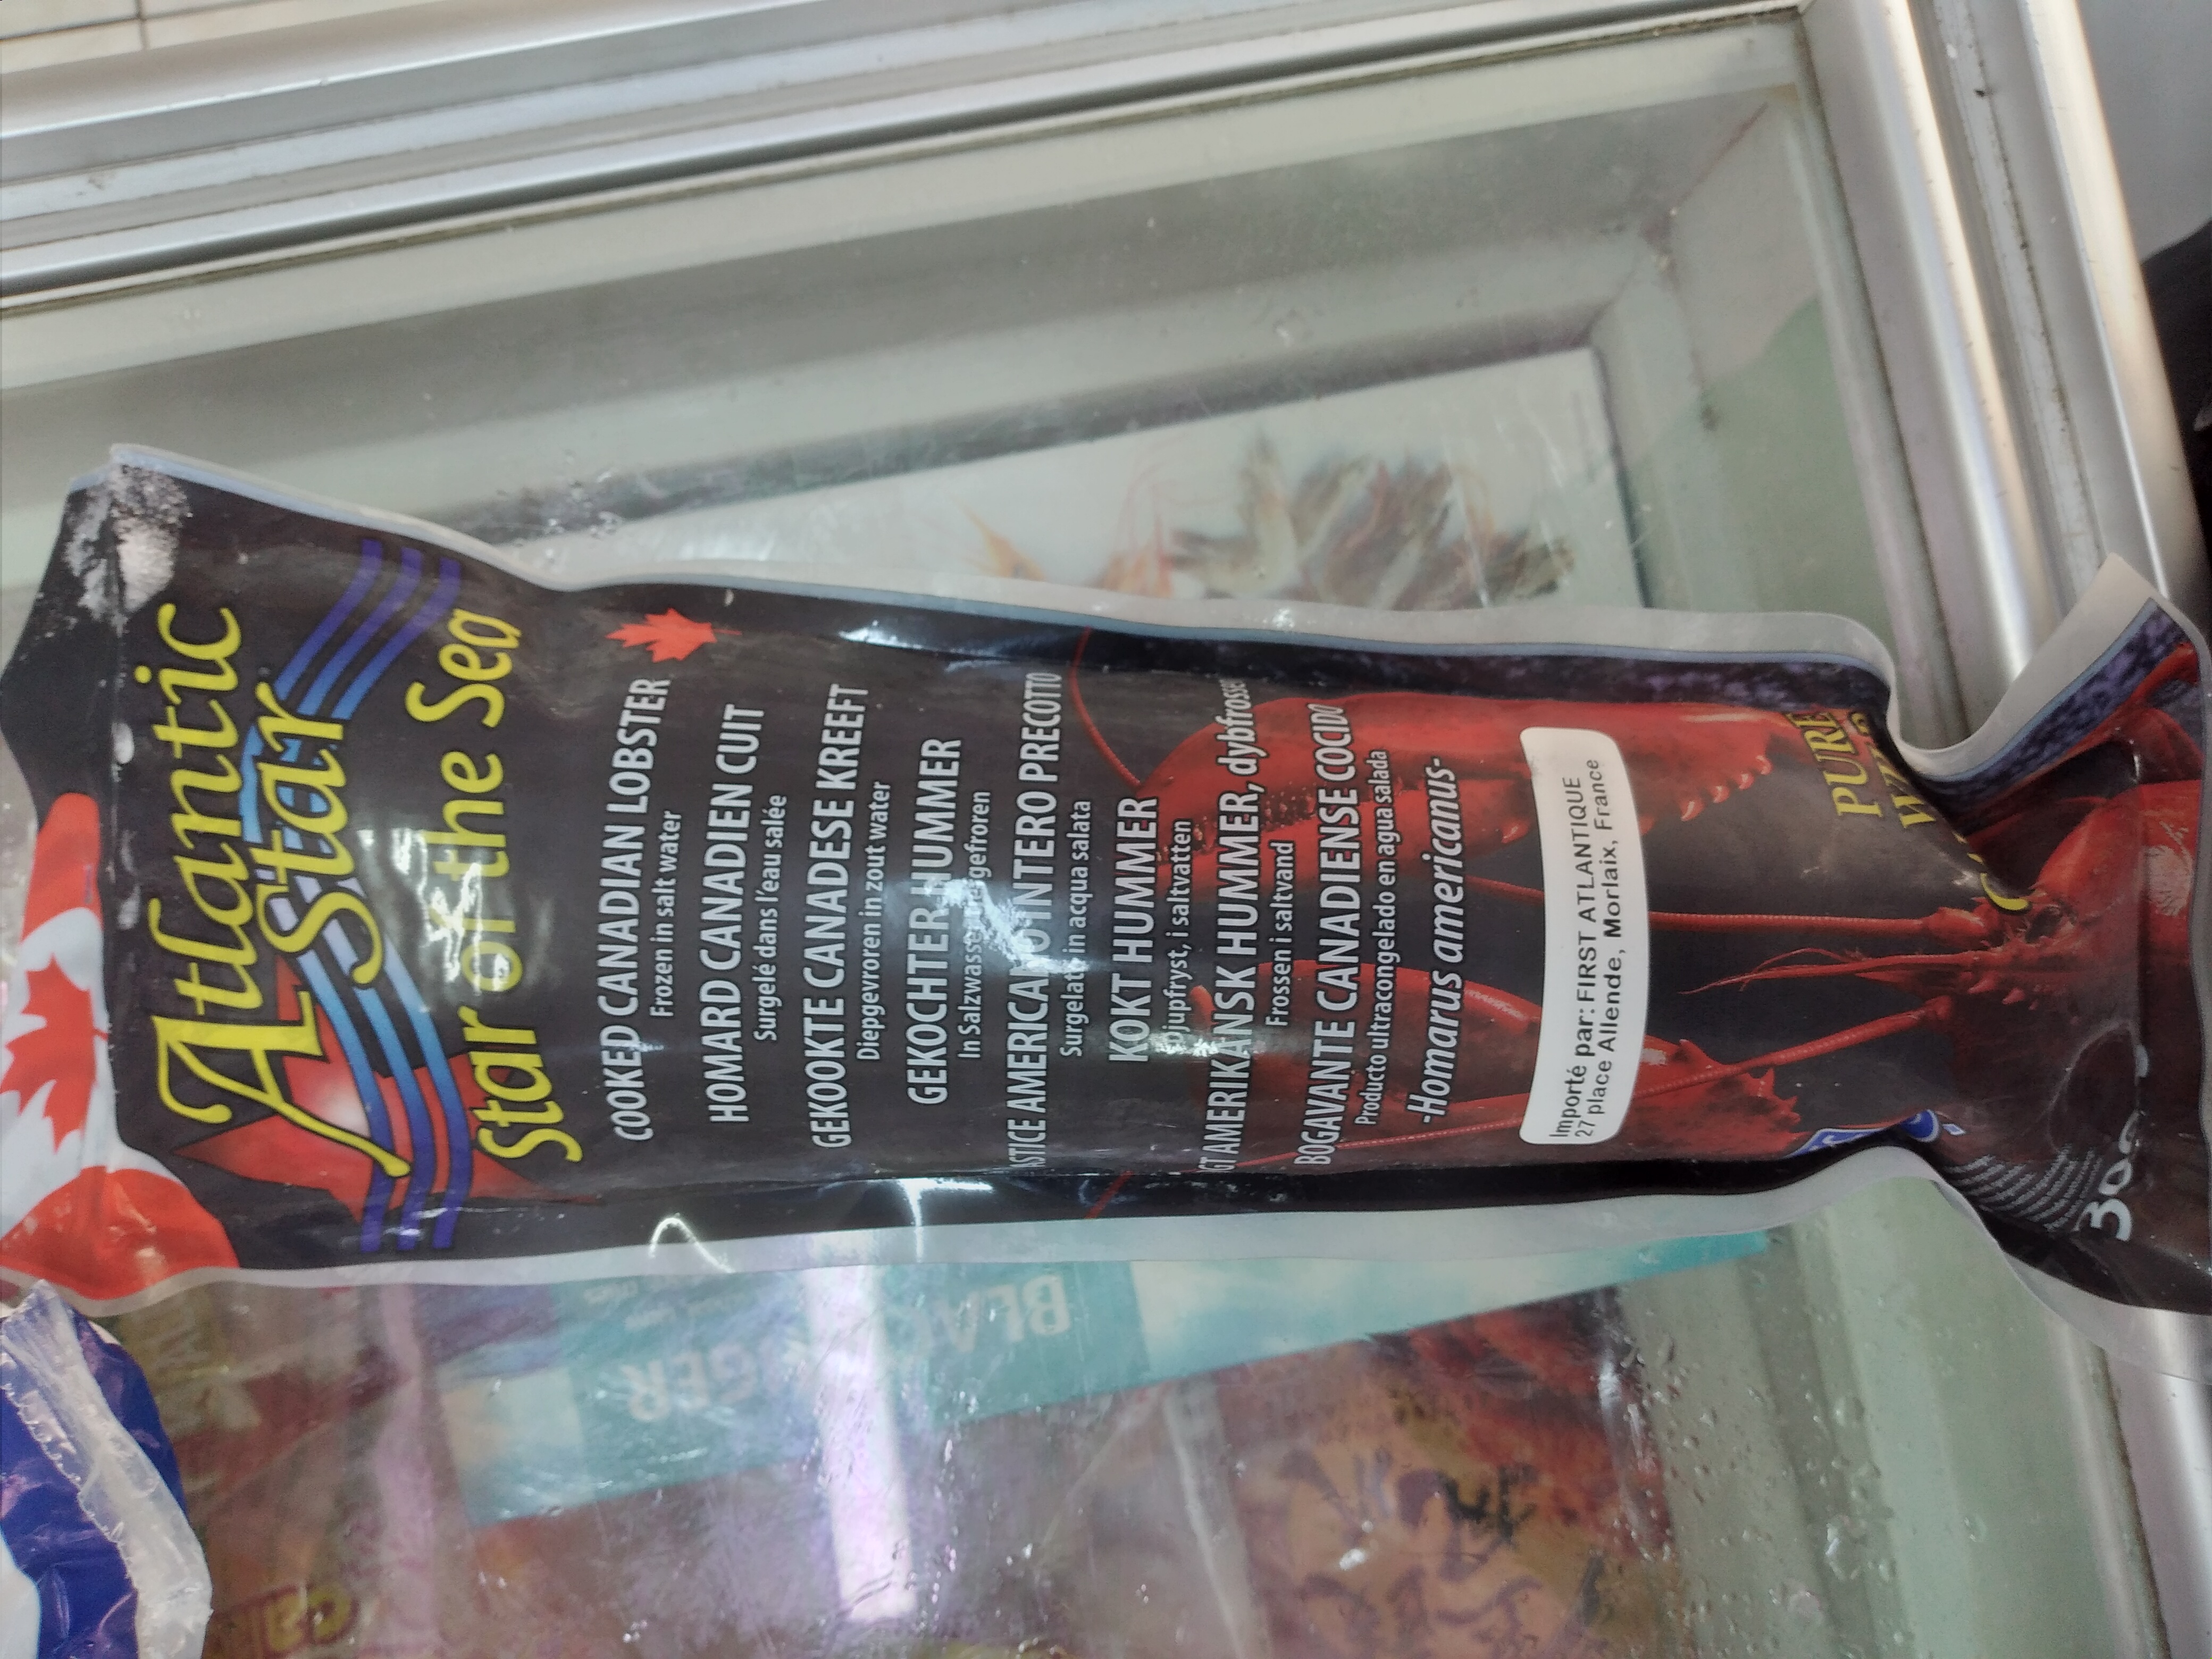 Atlantic
Star
Star of the Sea
COOKED CANADIAN LOBSTER
Frozen in salt water
HOMARD CANADIEN CUIT
Surgelé dans l'eau salée
GEKOOKTE CANADESE KREEFT
Diepgevroren in zout water
GEKOCHTER HUMMER
In Salzwasser tiefgefroren
ASTICE AMERICANO INTERO PRECOTTO
Surgelato in acqua salata
KOKT HUMMER
Djupfryst, i saltvatten
GT AMERIKANSK HUMMER, dybfrossen
Frossen i saltvand
BOGAVANTE CANADIENSE COCIDO
Producto ultracongelado en agua salada
-Homarus americanus-
Importé par: FIRST ATLANTIQUE
27 place Allende, Morlaix, France
PURE
WILD